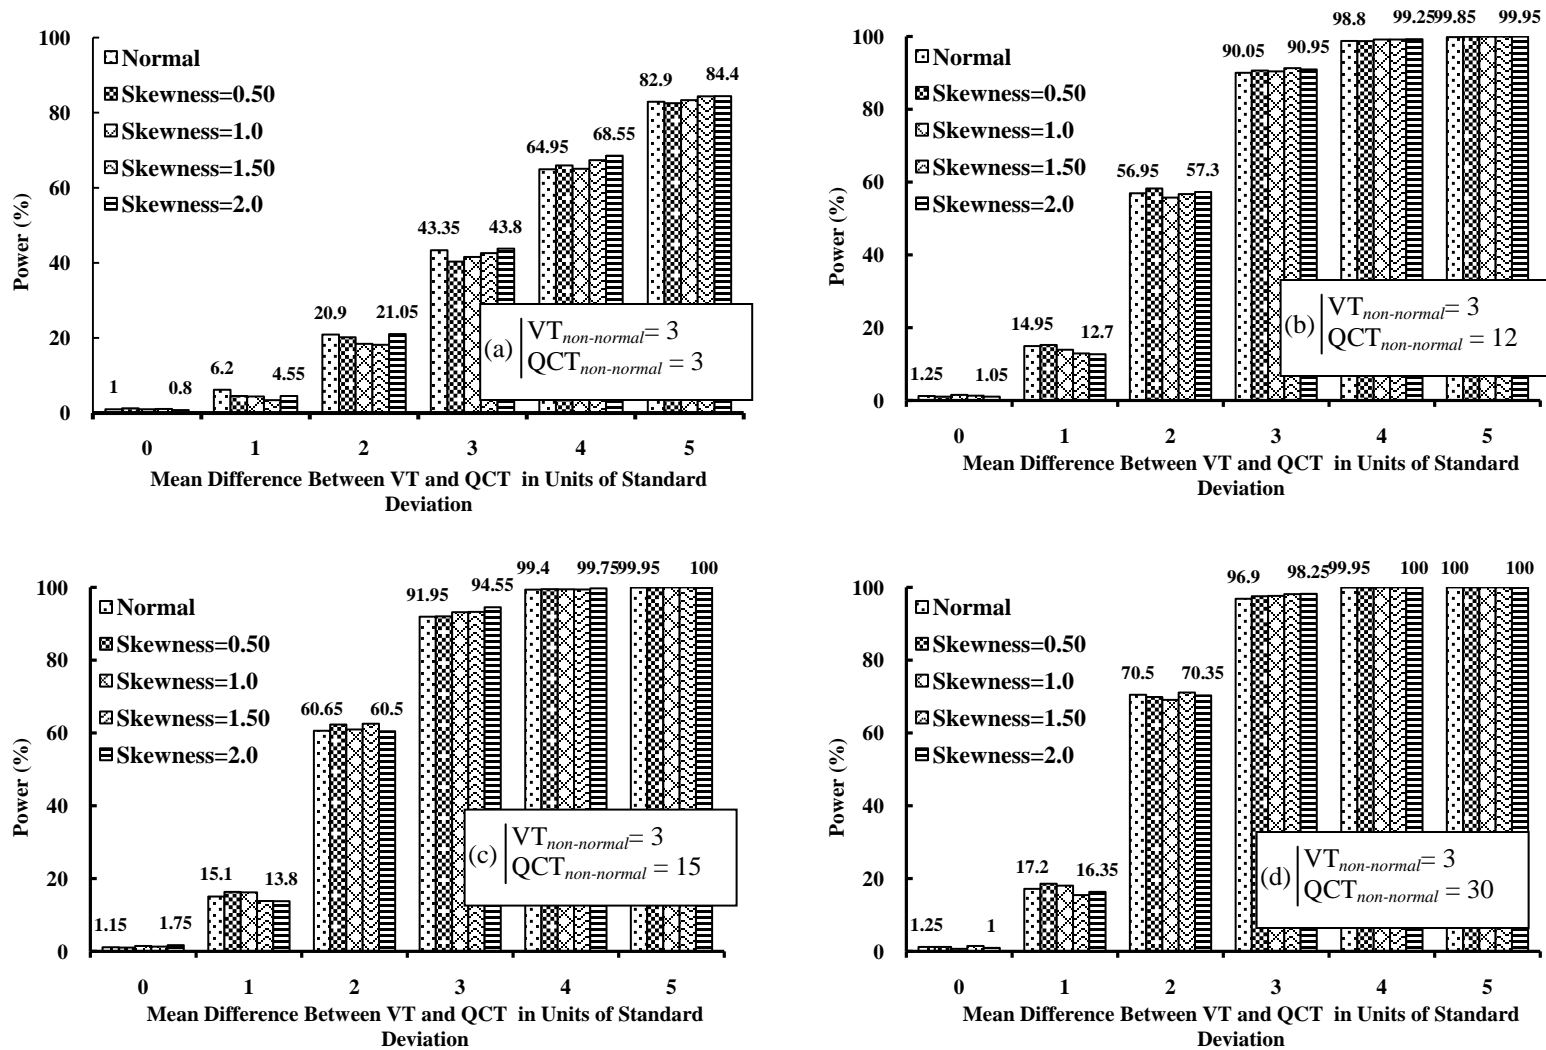 100
80
60
40
20
0
Power (%)
Normal
Skewness=0.50
Skewness=1.0
Skewness=1.50
Skewness=2.0
1
0.8
6.2
4.55
20.9
21.05
43.35
43.8
64.95
68.55
82.9
84.4
(a)
VTnon-normal= 3
QCTnon-normal = 3
0 1 2 3 4 5
Mean Difference Between VT and QCT in Units of Standard
Deviation
100
80
60
40
20
0
Power (%)
Normal
Skewness=0.50
Skewness=1.0
Skewness=1.50
Skewness=2.0
1.25
1.05
14.95
12.7
56.95
57.3
90.05
90.95
98.8
99.25
99.85
99.95
(b)
VTnon-normal= 3
QCTnon-normal = 12
0 1 2 3 4 5
Mean Difference Between VT and QCT in Units of Standard
Deviation
100
80
60
40
20
0
Power (%)
Normal
Skewness=0.50
Skewness=1.0
Skewness=1.50
Skewness=2.0
1.15
1.75
15.1
13.8
60.65
60.5
91.95
94.55
99.4
99.75
99.95
100
(c)
VTnon-normal= 3
QCTnon-normal = 15
0 1 2 3 4 5
Mean Difference Between VT and QCT in Units of Standard
Deviation
100
80
60
40
20
0
Power (%)
Normal
Skewness=0.50
Skewness=1.0
Skewness=1.50
Skewness=2.0
1.25
1
17.2
16.35
70.5
70.35
96.9
98.25
99.95
100
100
100
(d)
VTnon-normal= 3
QCTnon-normal = 30
0 1 2 3 4 5
Mean Difference Between VT and QCT in Units of Standard
Deviation